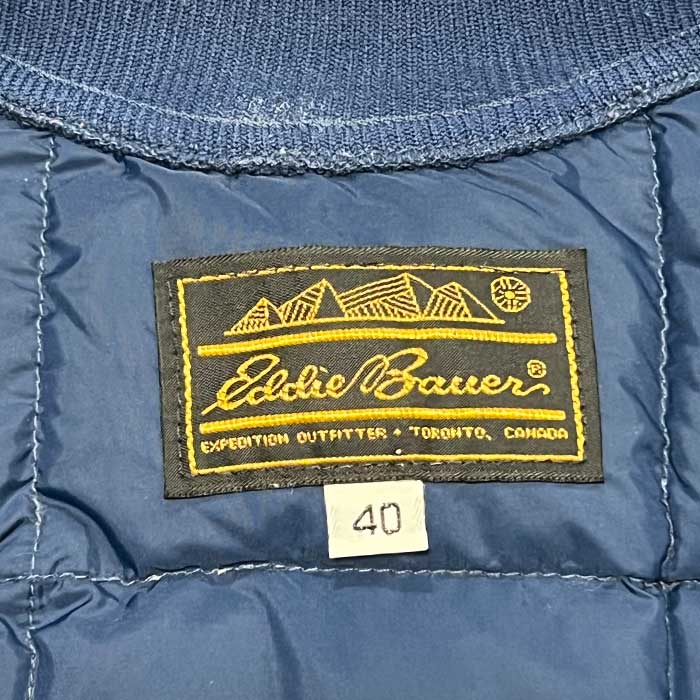 Eddie Bauer®
EXPEDITION OUTFITTER • TORONTO, CANADA
40